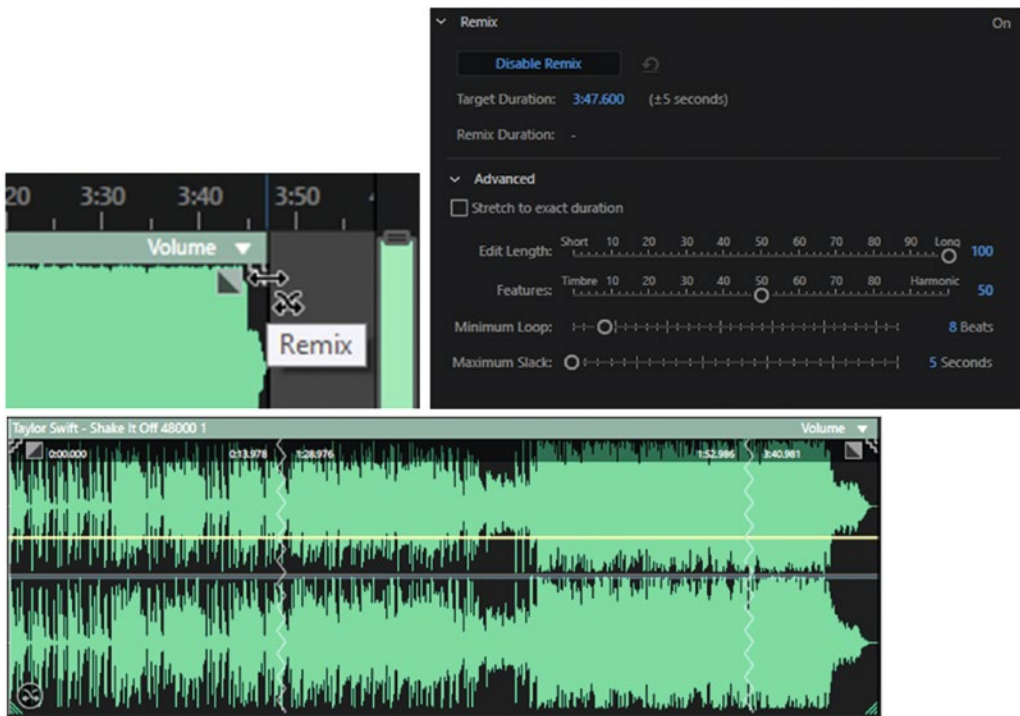 20 3:30 3:40 3:50
Volume
Remix
Remix On
Disable Remix
Target Duration: 3:47.600 (±5 seconds)
Remix Duration: -
Advanced
Stretch to exact duration
Edit Length: Short 10 20 30 40 50 60 70 80 90 Long 100
Features: Timbre 10 20 30 40 50 60 70 80 Harmonic 50
Minimum Loop: 8 Beats
Maximum Slack: 5 Seconds
Taylor Swift - Shake It Off 48000 1 Volume
0:00.000 0:13.978 1:28.976 1:52.986 3:40.981